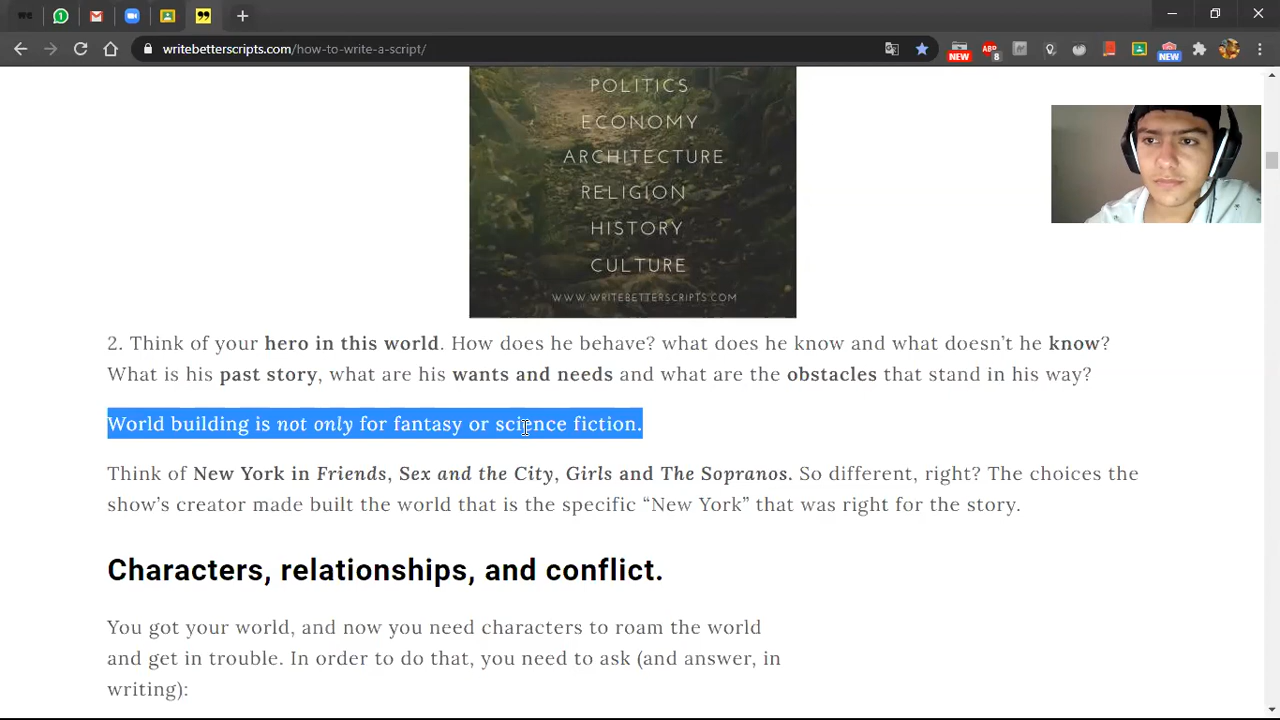 writebetterscripts.com/how-to-write-a-script/
NEW
ABP
8
NEW
POLITICS
ECONOMY
ARCHITECTURE
RELIGION
HISTORY
CULTURE
WWW.WRITEBETTERSCRIPTS.COM
2. Think of your hero in this world. How does he behave? what does he know and what doesn’t he know?
What is his past story, what are his wants and needs and what are the obstacles that stand in his way?
World building is not only for fantasy or science fiction.
Think of New York in Friends, Sex and the City, Girls and The Sopranos. So different, right? The choices the
show’s creator made built the world that is the specific “New York” that was right for the story.
Characters, relationships, and conflict.
You got your world, and now you need characters to roam the world
and get in trouble. In order to do that, you need to ask (and answer, in
writing):